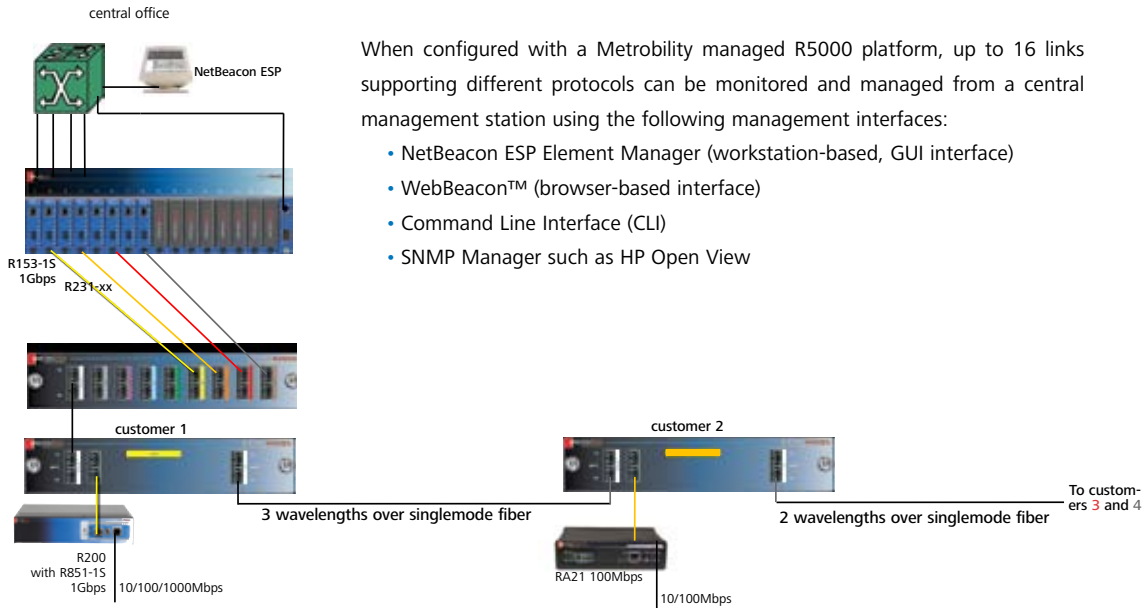 central office
NetBeacon ESP
When configured with a Metrobility managed R5000 platform, up to 16 links
supporting different protocols can be monitored and managed from a central
management station using the following management interfaces:
• NetBeacon ESP Element Manager (workstation-based, GUI interface)
• WebBeacon™ (browser-based interface)
• Command Line Interface (CLI)
• SNMP Manager such as HP Open View
R153-1S
1Gbps
R231-xx
customer 1
customer 2
3 wavelengths over singlemode fiber
2 wavelengths over singlemode fiber
To custom-
ers 3 and 4
R200
with R851-1S
1Gbps
10/100/1000Mbps
RA21 100Mbps
10/100Mbps